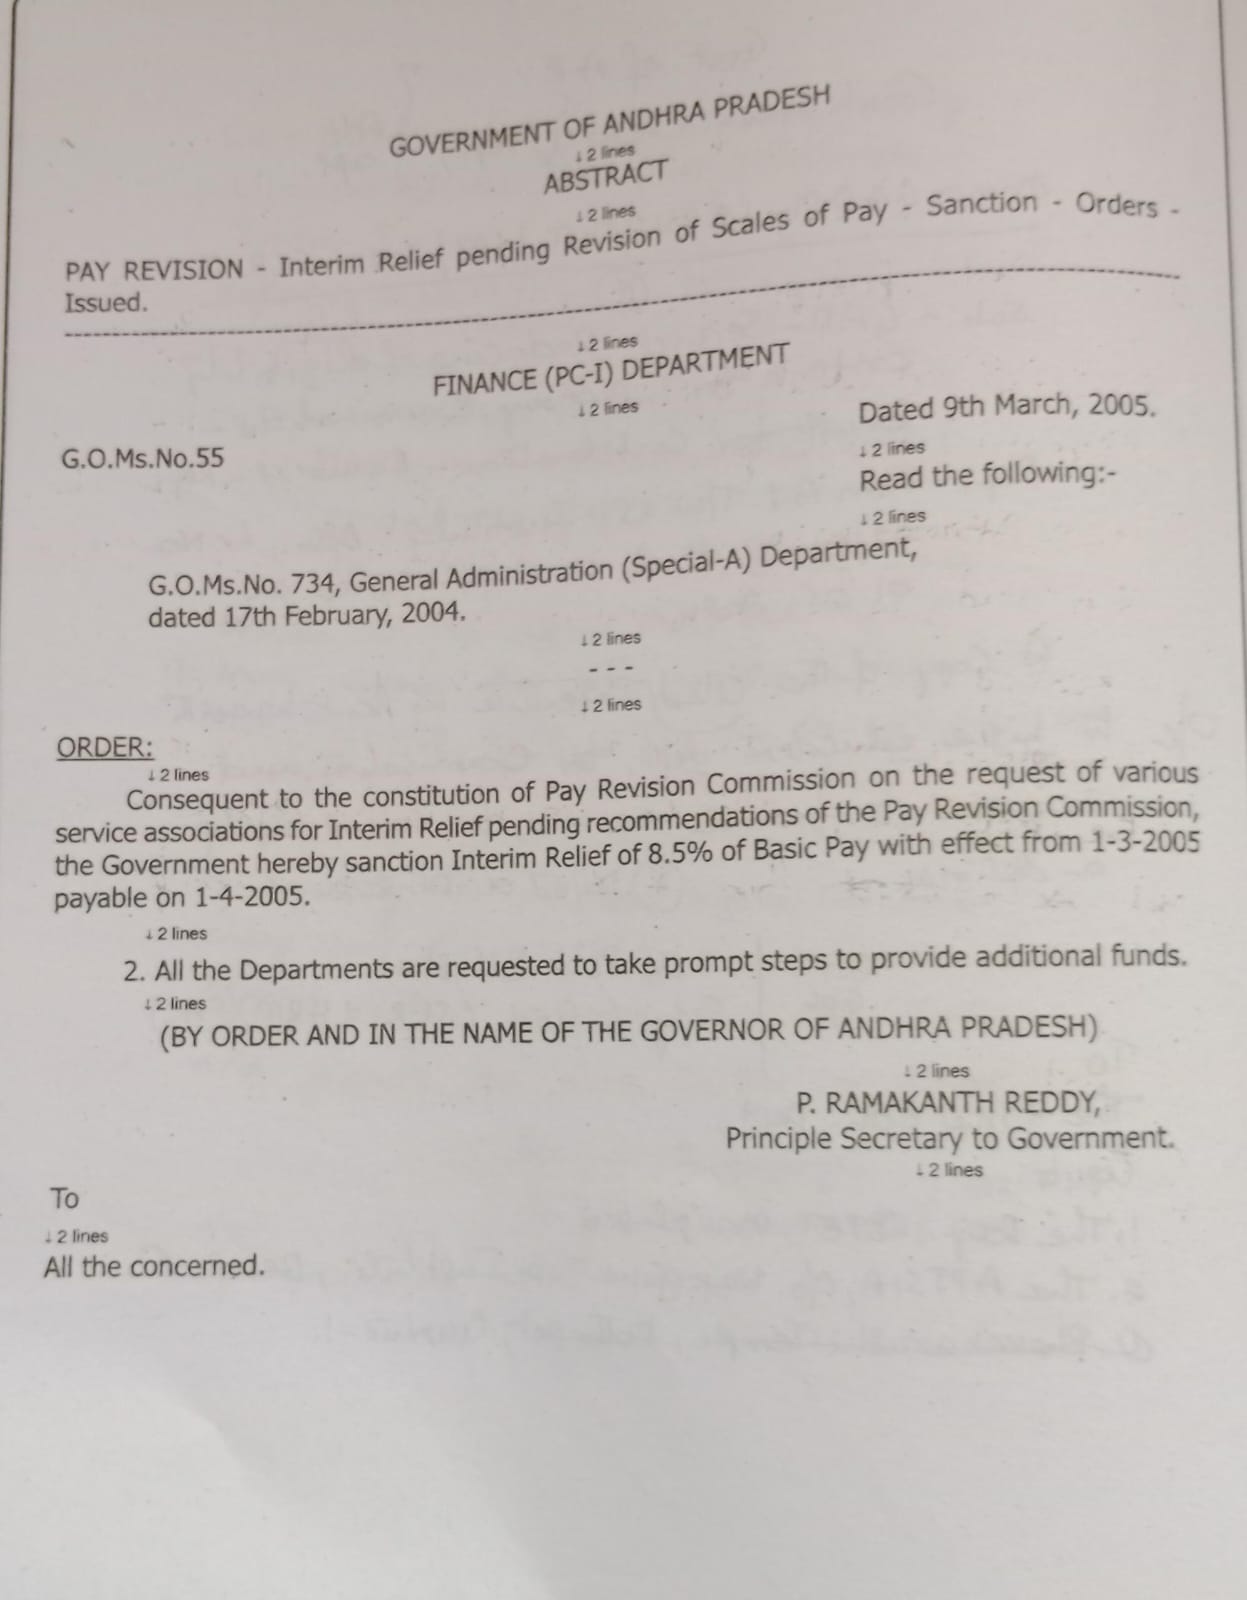 GOVERNMENT OF ANDHRA PRADESH
↓ 2 lines
ABSTRACT
↓ 2 lines
PAY REVISION - Interim Relief pending Revision of Scales of Pay - Sanction - Orders -
Issued.
↓ 2 lines
FINANCE (PC-I) DEPARTMENT
↓ 2 lines
Dated 9th March, 2005.
G.O.Ms.No.55
↓ 2 lines
Read the following:-
↓ 2 lines
G.O.Ms.No. 734, General Administration (Special-A) Department,
dated 17th February, 2004.
↓ 2 lines
- - -
↓ 2 lines
ORDER:
↓ 2 lines
Consequent to the constitution of Pay Revision Commission on the request of various
service associations for Interim Relief pending recommendations of the Pay Revision Commission,
the Government hereby sanction Interim Relief of 8.5% of Basic Pay with effect from 1-3-2005
payable on 1-4-2005.
↓ 2 lines
2. All the Departments are requested to take prompt steps to provide additional funds.
↓ 2 lines
(BY ORDER AND IN THE NAME OF THE GOVERNOR OF ANDHRA PRADESH)
↓ 2 lines
P. RAMAKANTH REDDY,
Principle Secretary to Government.
↓ 2 lines
To
↓ 2 lines
All the concerned.